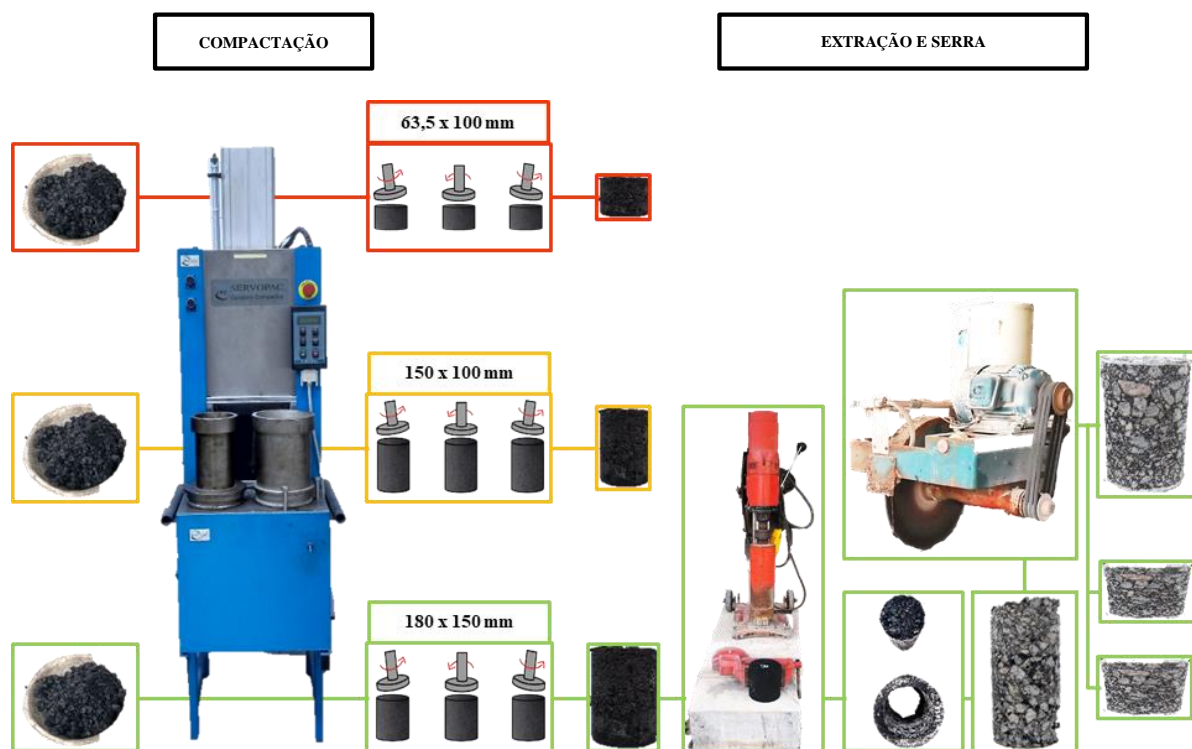 COMPACTAÇÃO
EXTRAÇÃO E SERRA
63,5 x 100 mm
SERVOPAC
150 x 100 mm
180 x 150 mm